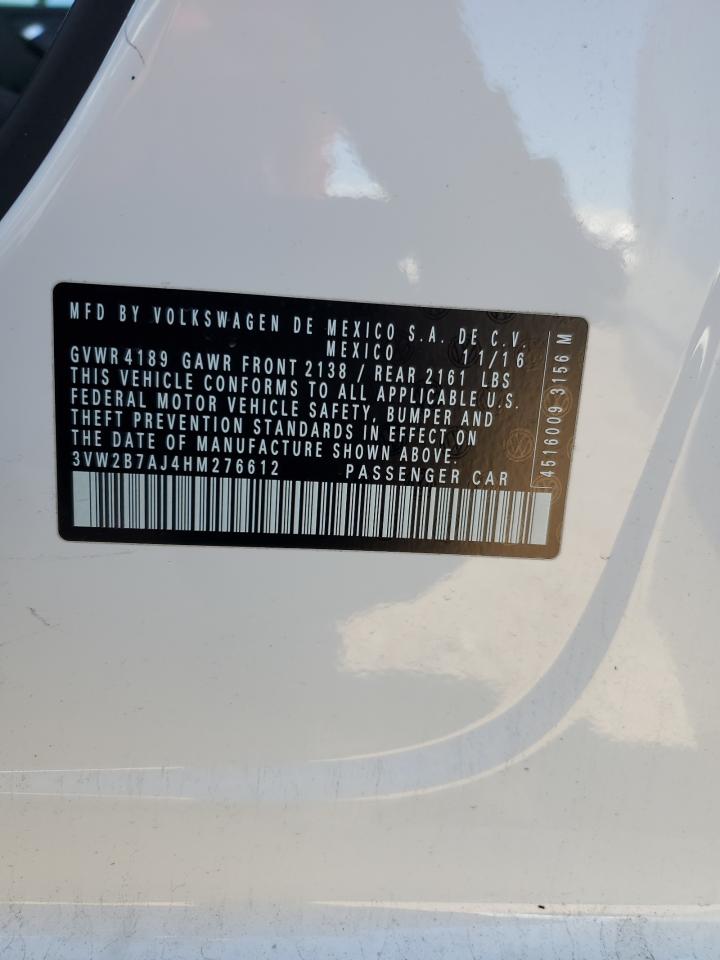 MFD BY VOLKSWAGEN DE MEXICO S.A. DE C.V.
MEXICO 11/16
GVWR 4189 GAWR FRONT 2138 / REAR 2161 LBS
THIS VEHICLE CONFORMS TO ALL APPLICABLE U.S.
FEDERAL MOTOR VEHICLE SAFETY, BUMPER AND
THEFT PREVENTION STANDARDS IN EFFECT ON
THE DATE OF MANUFACTURE SHOWN ABOVE.
3VW2B7AJ4HM276612 PASSENGER CAR
4516009 3156 M